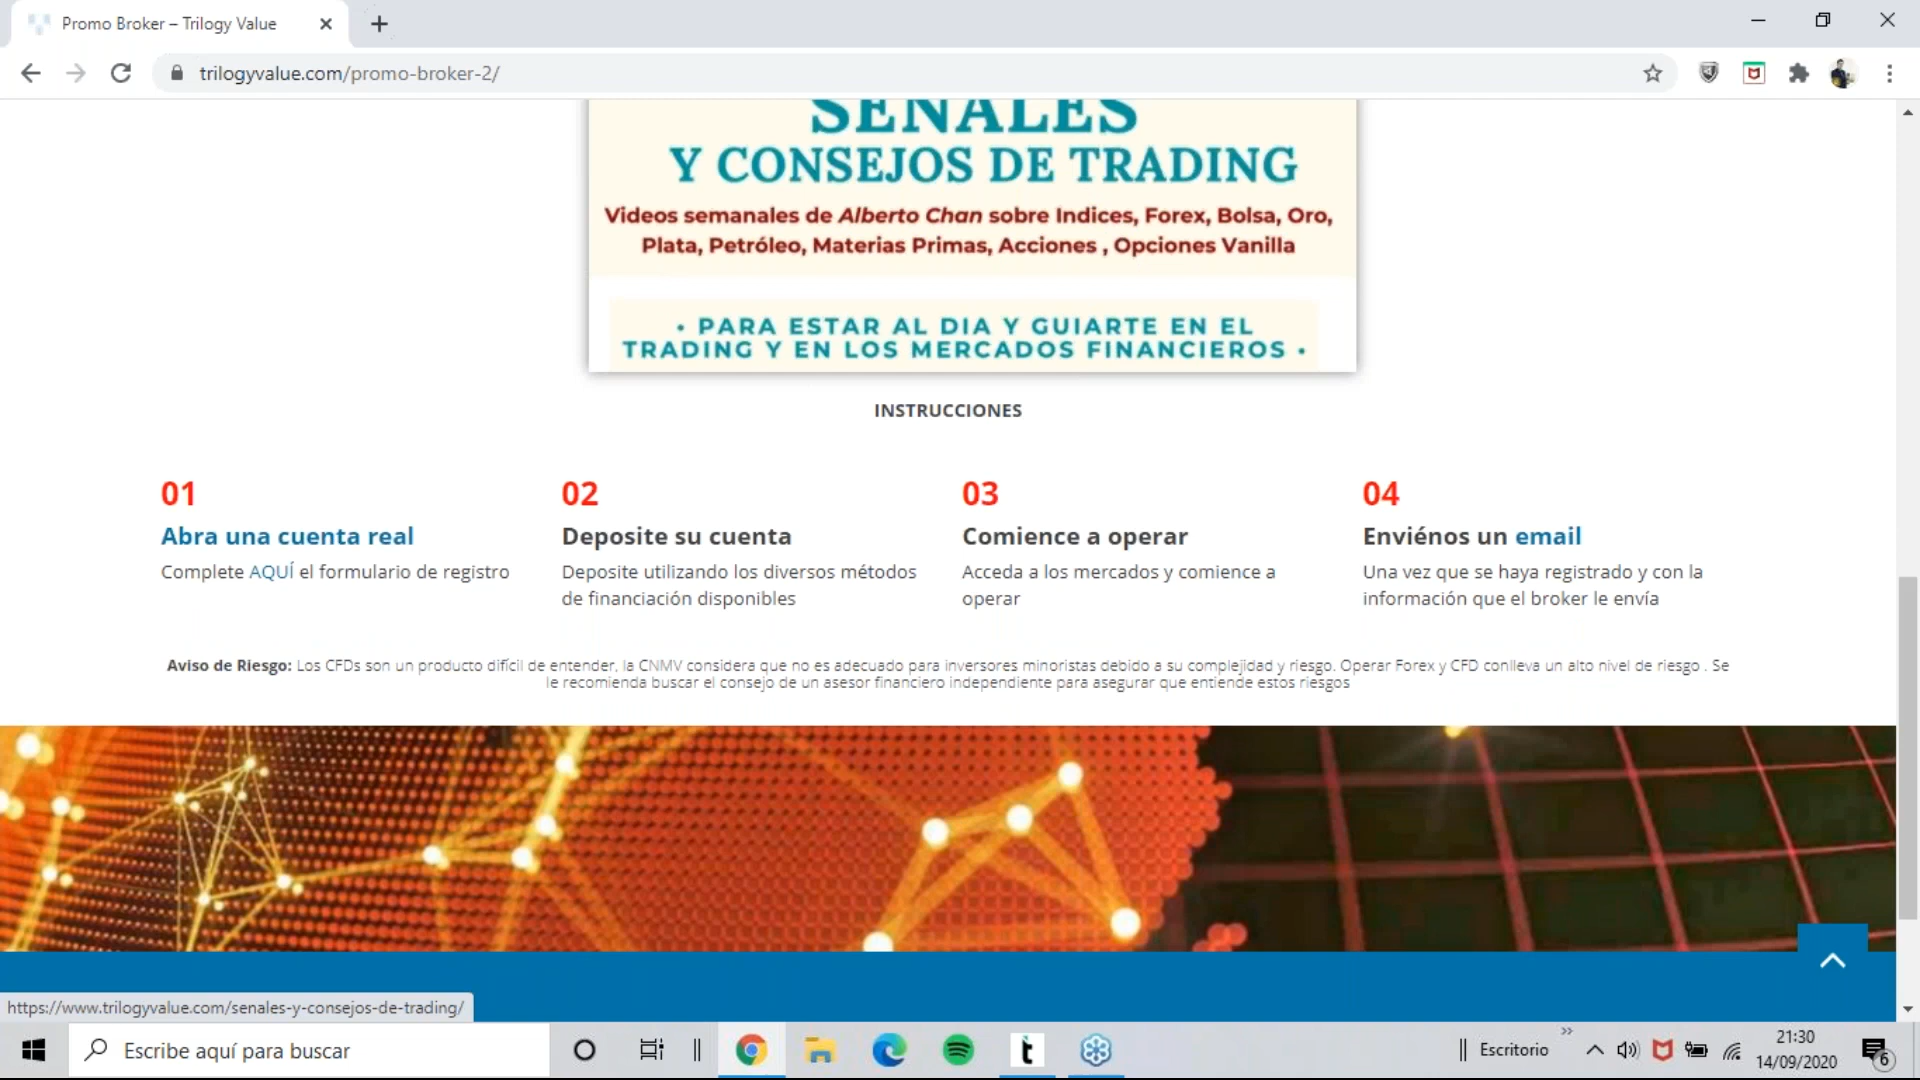 Promo Broker – Trilogy Value
trilogyvalue.com/promo-broker-2/
SEÑALES
Y CONSEJOS DE TRADING
Videos semanales de Alberto Chan sobre Indices, Forex, Bolsa, Oro,
Plata, Petróleo, Materias Primas, Acciones , Opciones Vanilla
• PARA ESTAR AL DIA Y GUIARTE EN EL
TRADING Y EN LOS MERCADOS FINANCIEROS •
INSTRUCCIONES
01
Abra una cuenta real
Complete AQUÍ el formulario de registro
02
Deposite su cuenta
Deposite utilizando los diversos métodos
de financiación disponibles
03
Comience a operar
Acceda a los mercados y comience a
operar
04
Enviénos un email
Una vez que se haya registrado y con la
información que el broker le envía
Aviso de Riesgo: Los CFDs son un producto difícil de entender, la CNMV considera que no es adecuado para inversores minoristas debido a su complejidad y riesgo. Operar Forex y CFD conlleva un alto nivel de riesgo . Se
le recomienda buscar el consejo de un asesor financiero independiente para asegurar que entiende estos riesgos
https://www.trilogyvalue.com/senales-y-consejos-de-trading/
Escribe aquí para buscar
Escritorio
21:30
14/09/2020
6